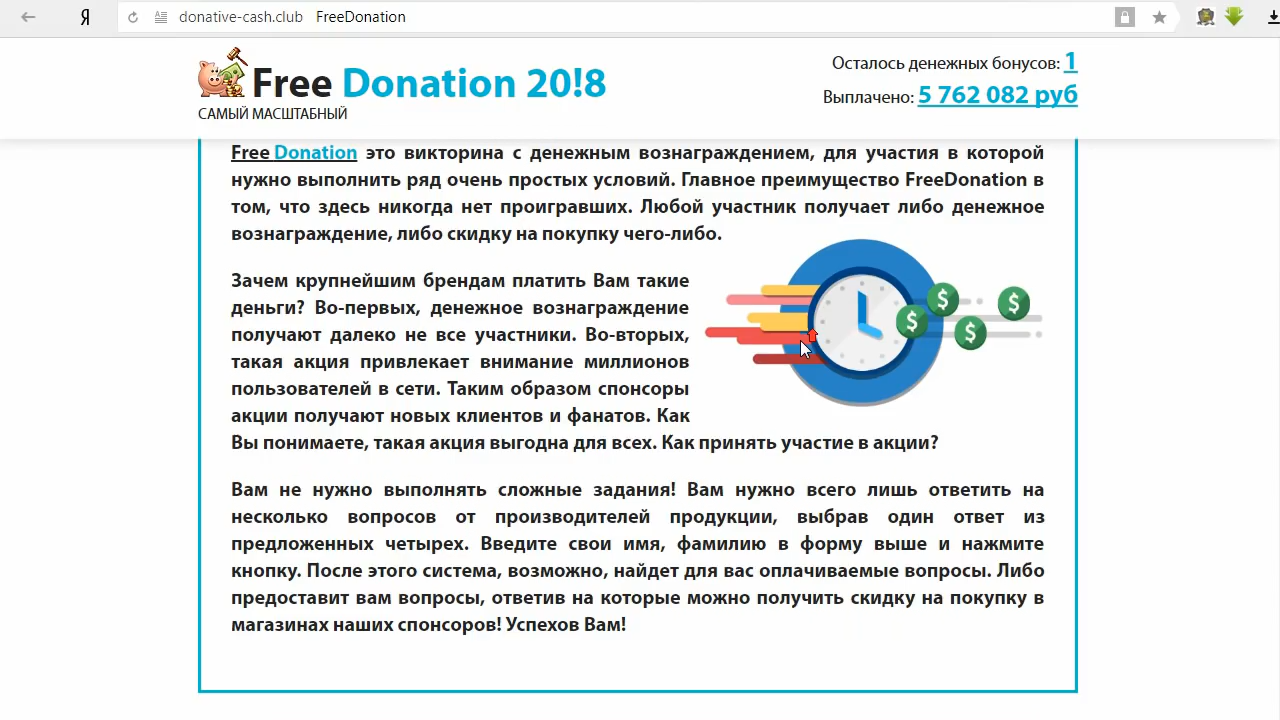 Я donative-cash.club FreeDonation
Free Donation 20!8
САМЫЙ МАСШТАБНЫЙ
Осталось денежных бонусов: 1
Выплачено: 5 762 082 руб
Free Donation это викторина с денежным вознаграждением, для участия в которой
нужно выполнить ряд очень простых условий. Главное преимущество FreeDonation в
том, что здесь никогда нет проигравших. Любой участник получает либо денежное
вознаграждение, либо скидку на покупку чего-либо.
Зачем крупнейшим брендам платить Вам такие
деньги? Во-первых, денежное вознаграждение
получают далеко не все участники. Во-вторых,
такая акция привлекает внимание миллионов
пользователей в сети. Таким образом спонсоры
акции получают новых клиентов и фанатов. Как
Вы понимаете, такая акция выгодна для всех. Как принять участие в акции?
$ $ $ $
Вам не нужно выполнять сложные задания! Вам нужно всего лишь ответить на
несколько вопросов от производителей продукции, выбрав один ответ из
предложенных четырех. Введите свои имя, фамилию в форму выше и нажмите
кнопку. После этого система, возможно, найдет для вас оплачиваемые вопросы. Либо
предоставит вам вопросы, ответив на которые можно получить скидку на покупку в
магазинах наших спонсоров! Успехов Вам!